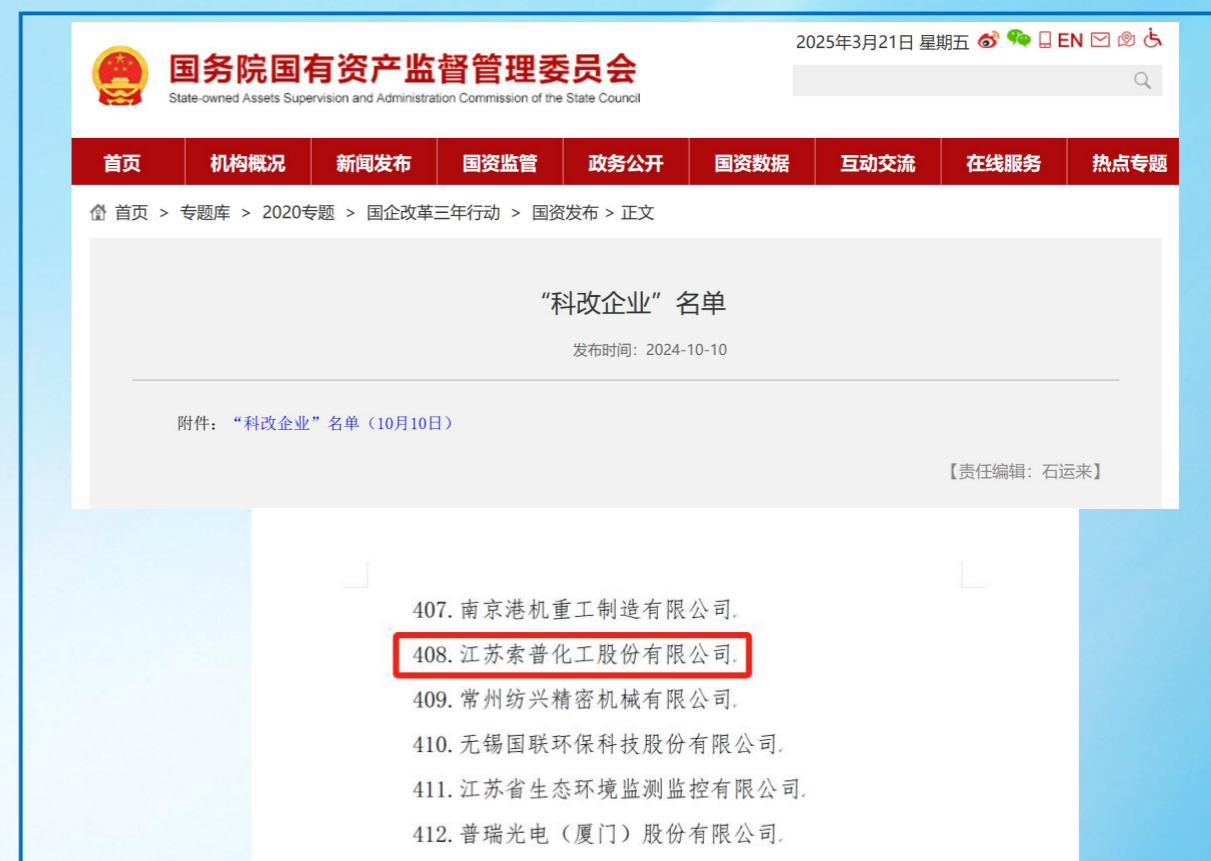 2025年3月21日 星期五 EN
国务院国有资产监督管理委员会
State-owned Assets Supervision and Administration Commission of the State Council
首页 机构概况 新闻发布 国资监管 政务公开 国资数据 互动交流 在线服务 热点专题
首页 > 专题库 > 2020专题 > 国企改革三年行动 > 国资发布 > 正文
“科改企业”名单
发布时间：2024-10-10
附件：“科改企业”名单（10月10日）
【责任编辑：石运来】
407. 南京港机重工制造有限公司.
408. 江苏索普化工股份有限公司.
409. 常州纺兴精密机械有限公司.
410. 无锡国联环保科技股份有限公司.
411. 江苏省生态环境监测监控有限公司.
412. 普瑞光电（厦门）股份有限公司.